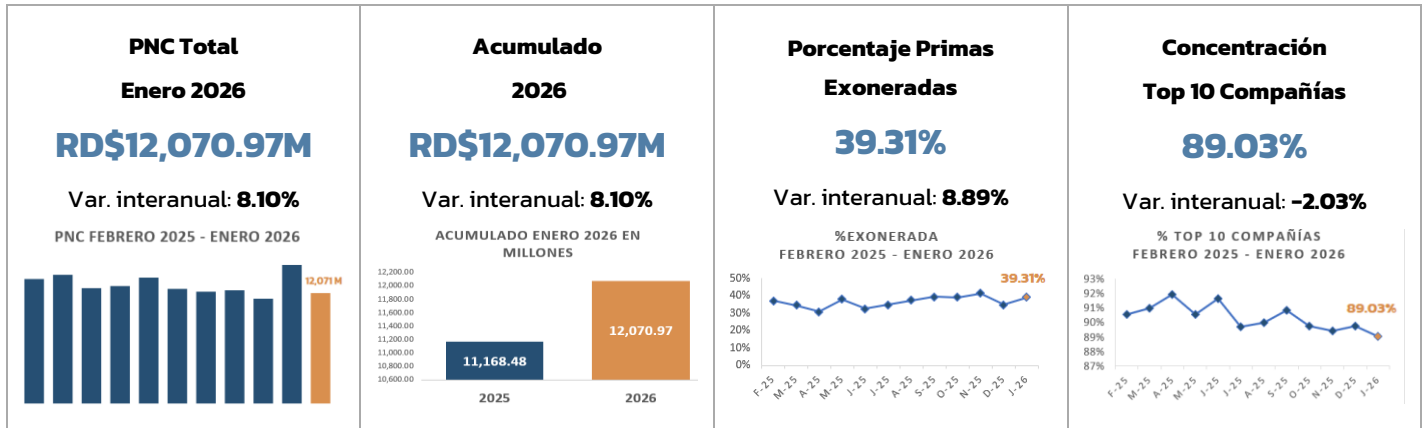 PNC Total
Enero 2026
RD$12,070.97M
Var. interanual: 8.10%
PNC FEBRERO 2025 - ENERO 2026
12,071 M
Acumulado
2026
RD$12,070.97M
Var. interanual: 8.10%
ACUMULADO ENERO 2026 EN
MILLONES
12,200.00
12,000.00
11,800.00
11,600.00
11,400.00
11,200.00
11,000.00
10,800.00
10,600.00
11,168.48
12,070.97
2025
2026
Porcentaje Primas
Exoneradas
39.31%
Var. interanual: 8.89%
%EXONERADA
FEBRERO 2025 - ENERO 2026
39.31%
50%
40%
30%
20%
10%
0%
F-25
M-25
A-25
M-25
J-25
J-25
A-25
S-25
O-25
N-25
D-25
J-26
Concentración
Top 10 Compañías
89.03%
Var. interanual: -2.03%
% TOP 10 COMPAÑÍAS
FEBRERO 2025 - ENERO 2026
93%
92%
91%
90%
89%
88%
87%
89.03%
F-25
M-25
A-25
M-25
J-25
J-25
A-25
S-25
O-25
N-25
D-25
J-26